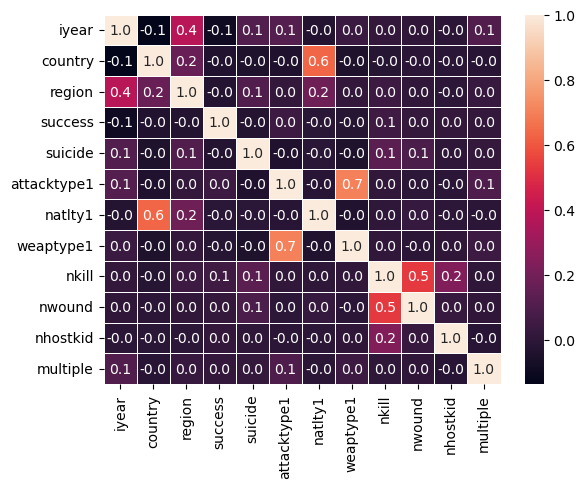 iyear 1.0 -0.1 0.4 -0.1 0.1 0.1 -0.0 0.0 0.0 0.0 -0.0 0.1
country -0.1 1.0 0.2 -0.0 -0.0 -0.0 0.6 -0.0 -0.0 -0.0 -0.0 -0.0
region 0.4 0.2 1.0 -0.0 0.1 0.0 0.2 -0.0 0.0 0.0 -0.0 0.0
success -0.1 -0.0 -0.0 1.0 -0.0 0.0 -0.0 -0.0 0.1 0.0 0.0 0.0
suicide 0.1 -0.0 0.1 -0.0 1.0 -0.0 -0.0 -0.0 0.1 0.1 -0.0 0.0
attacktype1 0.1 -0.0 0.0 0.0 -0.0 1.0 -0.0 0.7 0.0 -0.0 0.0 0.1
natlty1 -0.0 0.6 0.2 -0.0 -0.0 -0.0 1.0 -0.0 0.0 0.0 -0.0 -0.0
weaptype1 0.0 -0.0 -0.0 -0.0 -0.0 0.7 -0.0 1.0 0.0 -0.0 0.0 0.0
nkill 0.0 -0.0 0.0 0.1 0.1 0.0 0.0 0.0 1.0 0.5 0.2 0.0
nwound 0.0 -0.0 0.0 0.0 0.1 -0.0 0.0 -0.0 0.5 1.0 0.0 0.0
nhostkid -0.0 -0.0 -0.0 0.0 -0.0 0.0 -0.0 0.0 0.2 0.0 1.0 -0.0
multiple 0.1 -0.0 0.0 0.0 0.0 0.1 -0.0 0.0 0.0 0.0 -0.0 1.0
iyear country region success suicide attacktype1 natlty1 weaptype1 nkill nwound nhostkid multiple
1.0
0.8
0.6
0.4
0.2
0.0